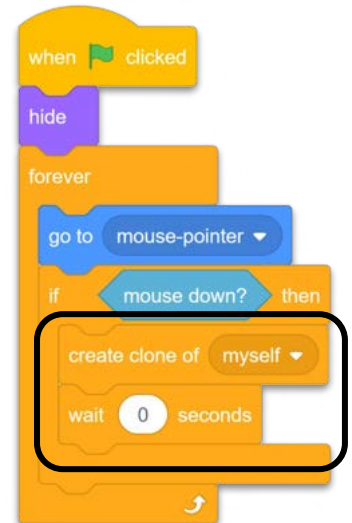 when clicked
hide
forever
go to mouse-pointer
if mouse down? then
create clone of myself
wait 0 seconds